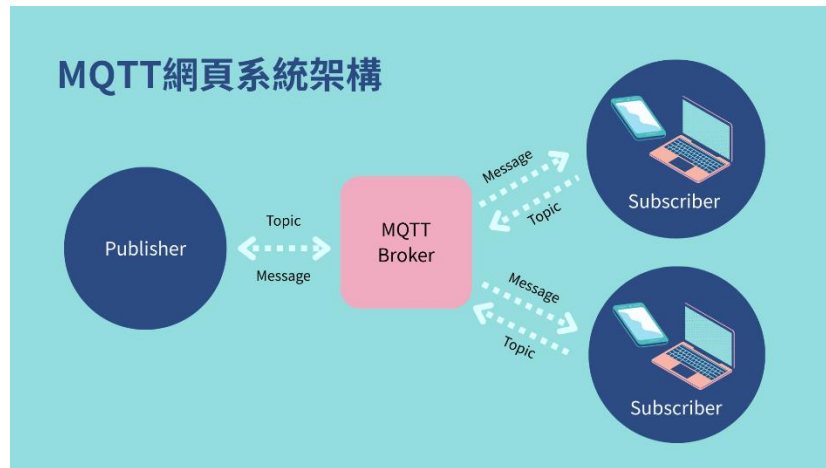 MQTT網頁系統架構
Publisher
Topic
Message
MQTT
Broker
Message
Topic
Subscriber
Message
Topic
Subscriber